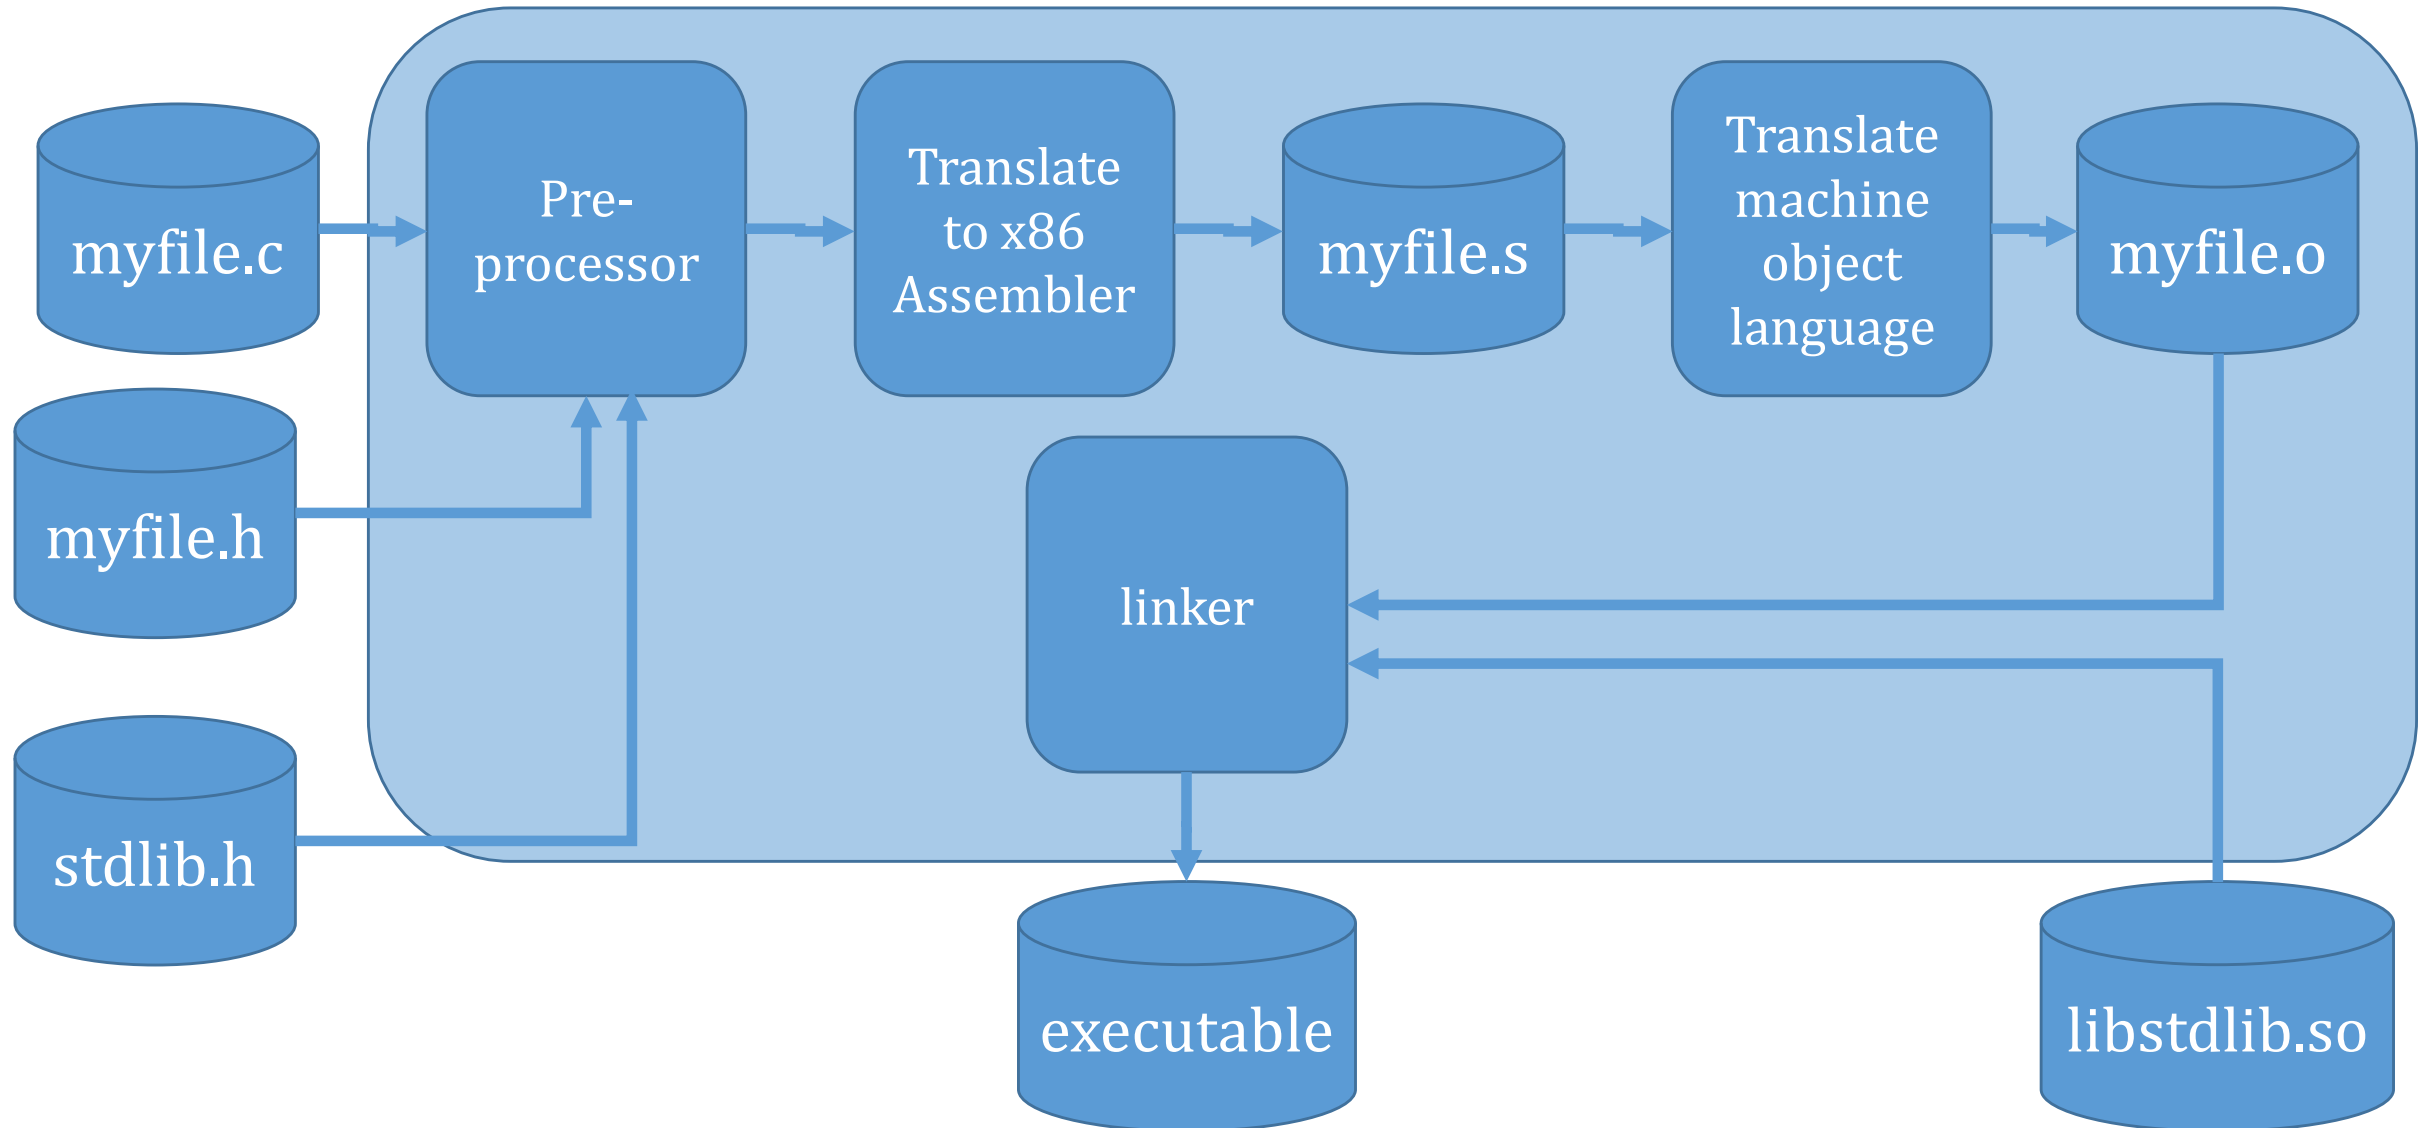 myfile.c
Pre-
processor
Translate
to x86
Assembler
myfile.s
Translate
machine
object
language
myfile.o
myfile.h
linker
stdlib.h
executable
libstdlib.so